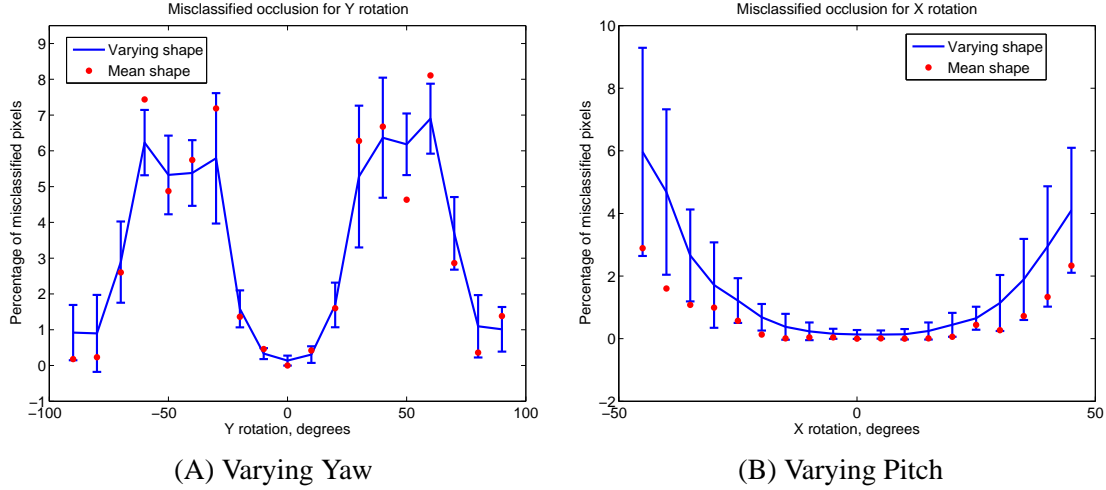 Misclassified occlusion for Y rotation
Percentage of misclassified pixels
9
8
7
6
5
4
3
2
1
0
−1
−100
−50
0
50
100
Y rotation, degrees
Varying shape
Mean shape
(A) Varying Yaw
Misclassified occlusion for X rotation
Percentage of misclassified pixels
10
8
6
4
2
0
−2
−50
0
50
X rotation, degrees
Varying shape
Mean shape
(B) Varying Pitch